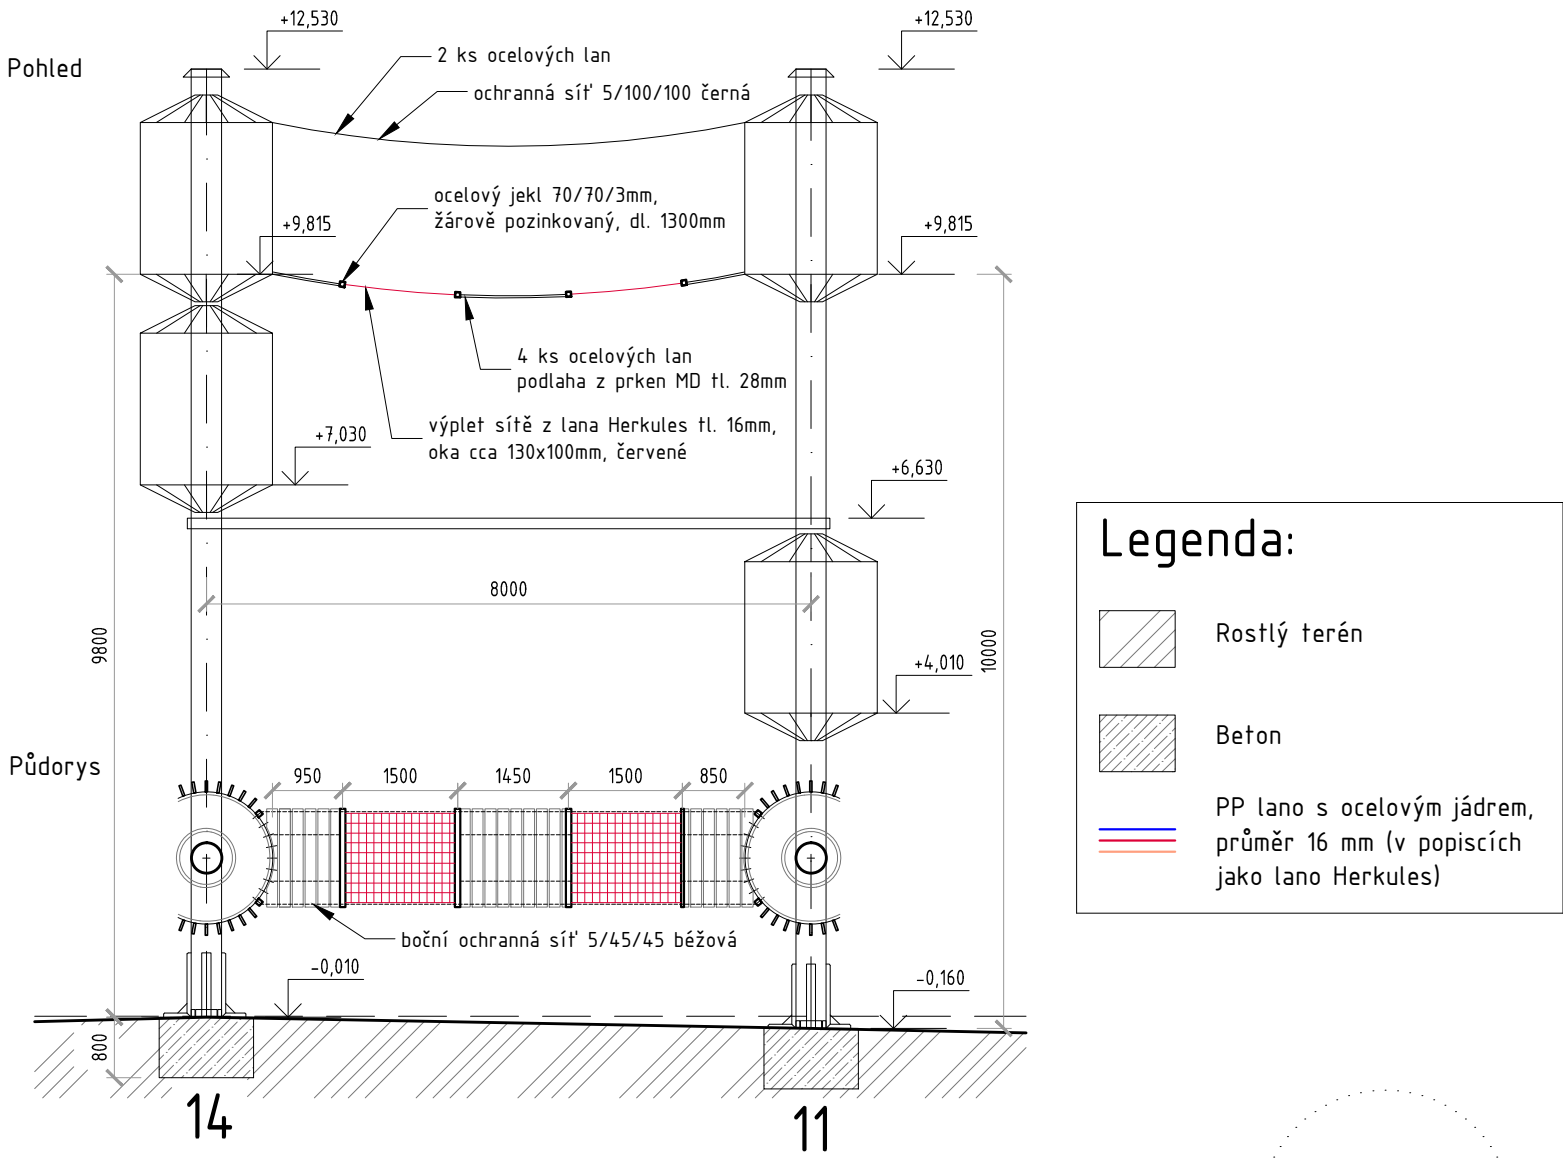 +12,530
+12,530
Pohled
2 ks ocelových lan
ochranná síť 5/100/100 černá
ocelový jekl 70/70/3mm,
žárově pozinkovaný, dl. 1300mm
+9,815
+9,815
4 ks ocelových lan
podlaha z prken MD tl. 28mm
výplet sítě z lana Herkules tl. 16mm,
oka cca 130x100mm, červené
+7,030
+6,630
8000
9800
10000
+4,010
Půdorys
950
1500
1450
1500
850
boční ochranná síť 5/45/45 béžová
-0,010
-0,160
800
14
11
Legenda:
Rostlý terén
Beton
PP lano s ocelovým jádrem,
průměr 16 mm (v popiscích
jako lano Herkules)